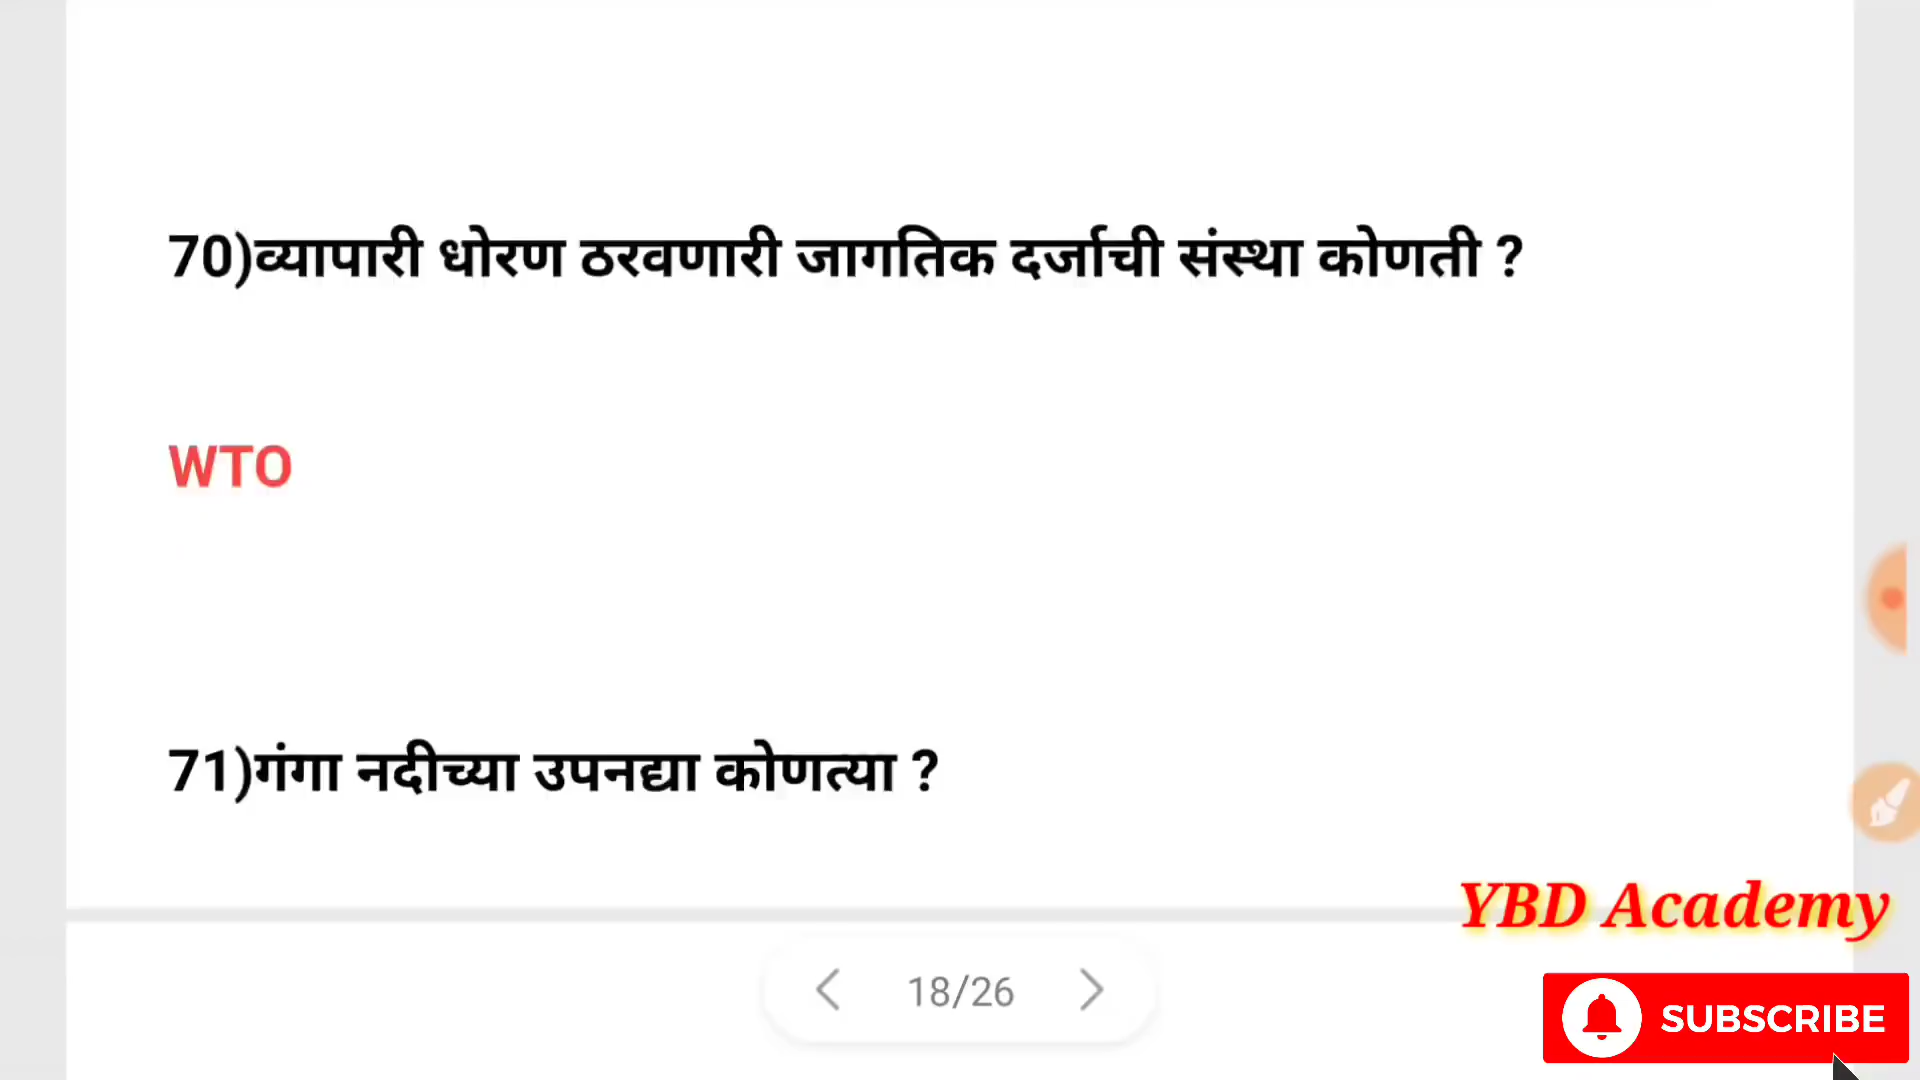 70)व्यापारी धोरण ठरवणारी जागतिक दर्जाची संस्था कोणती ?
WTO
71)गंगा नदीच्या उपनद्या कोणत्या ?
YBD Academy
18/26
SUBSCRIBE